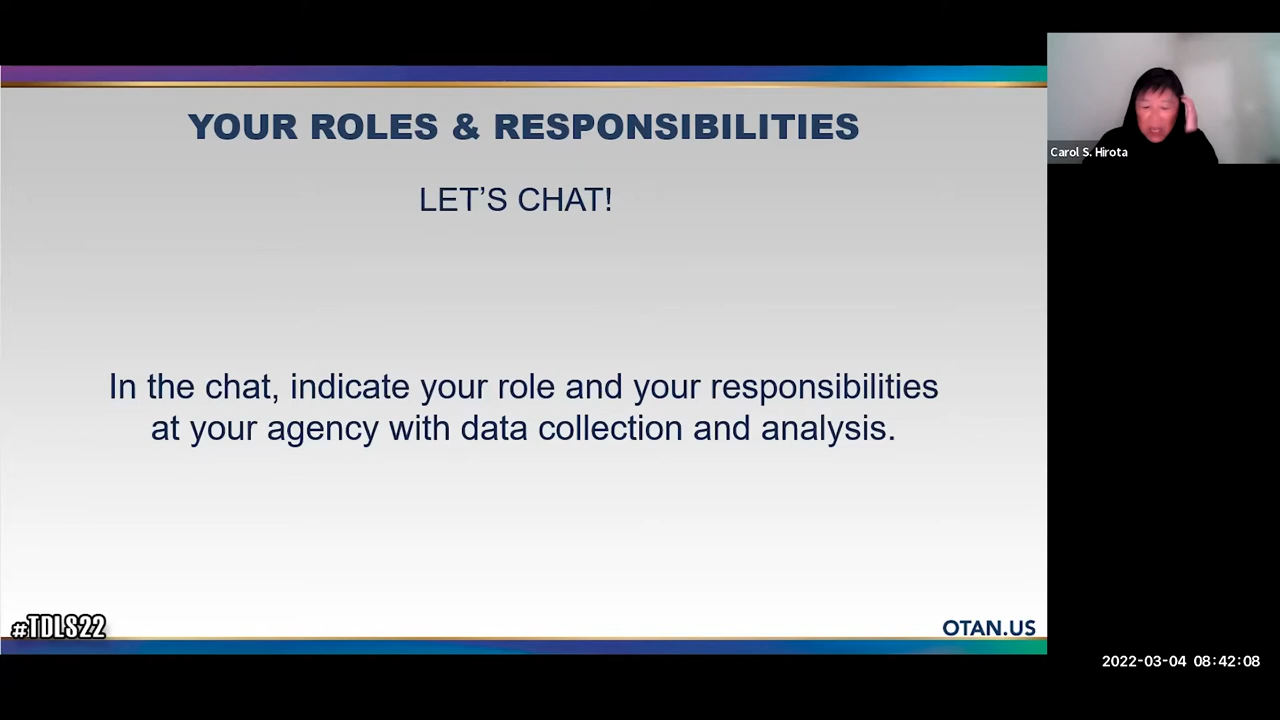 YOUR ROLES & RESPONSIBILITIES
LET’S CHAT!
In the chat, indicate your role and your responsibilities
at your agency with data collection and analysis.
#TDLS22
OTAN.US
Carol S. Hirota
2022-03-04 08:42:08